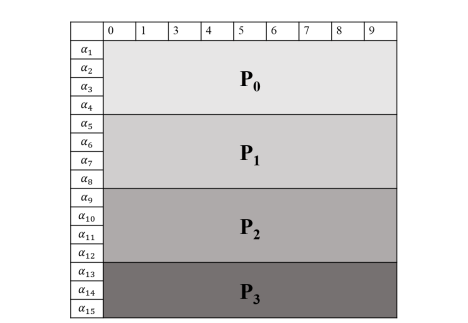 0 1 3 4 5 6 7 8 9
α₁
α₂
α₃
α₄
P₀
α₅
α₆
α₇
α₈
P₁
α₉
α₁₀
α₁₁
α₁₂
P₂
α₁₃
α₁₄
α₁₅
P₃